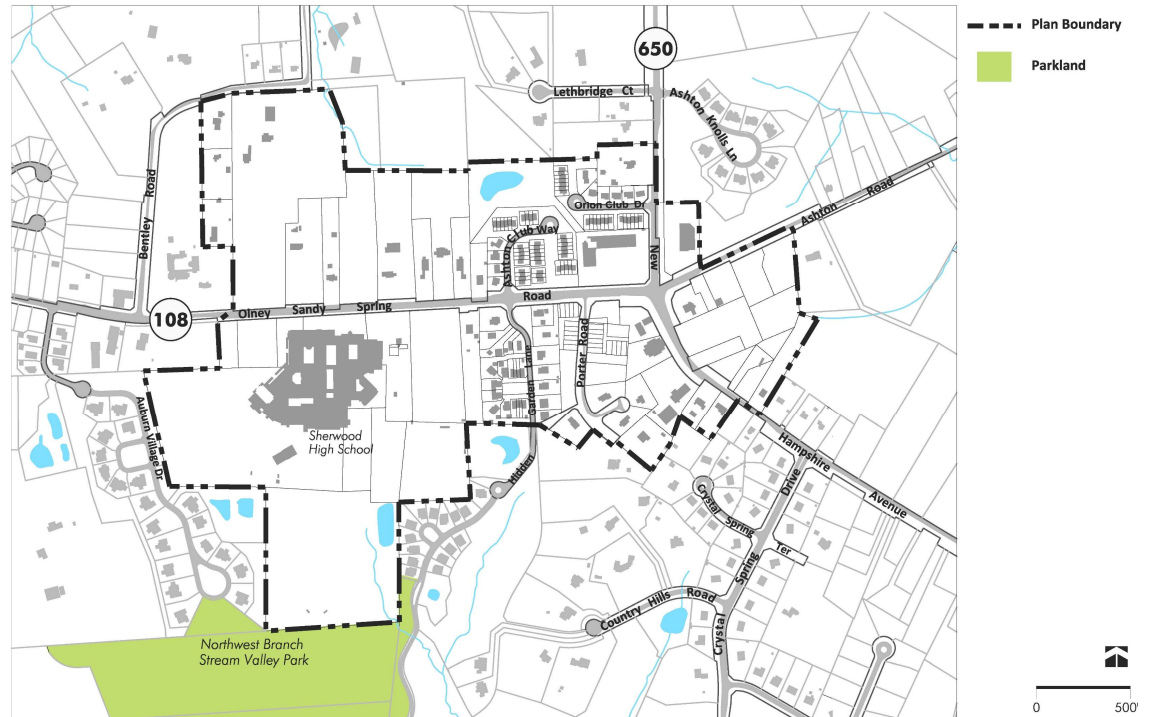 Plan Boundary
Parkland
650
Lethbridge Ct
Ashton Knolls Ln
Bentley Road
Ashton Road
Orion Club Dr
Ashton Club Way
New
Road
108
Olney Sandy Spring
Porter Road
Garden Lane
Hidden
Sherwood
High School
Auburn Village Dr
Hampshire
Avenue
Crystal Spring
Ter
Drive
Spring
Crystal
Country Hills Road
Northwest Branch
Stream Valley Park
0 500'